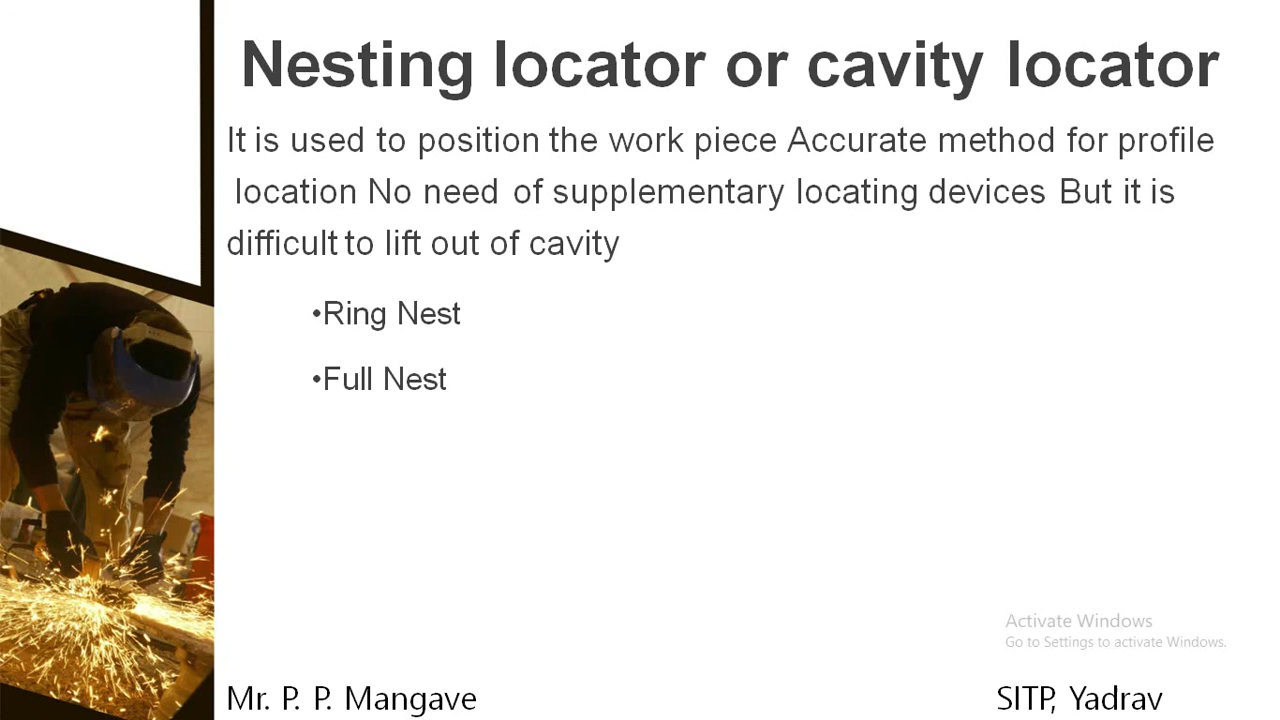 Nesting locator or cavity locator
It is used to position the work piece Accurate method for profile
location No need of supplementary locating devices But it is
difficult to lift out of cavity
•Ring Nest
•Full Nest
Activate Windows
Go to Settings to activate Windows.
Mr. P. P. Mangave
SITP, Yadrav